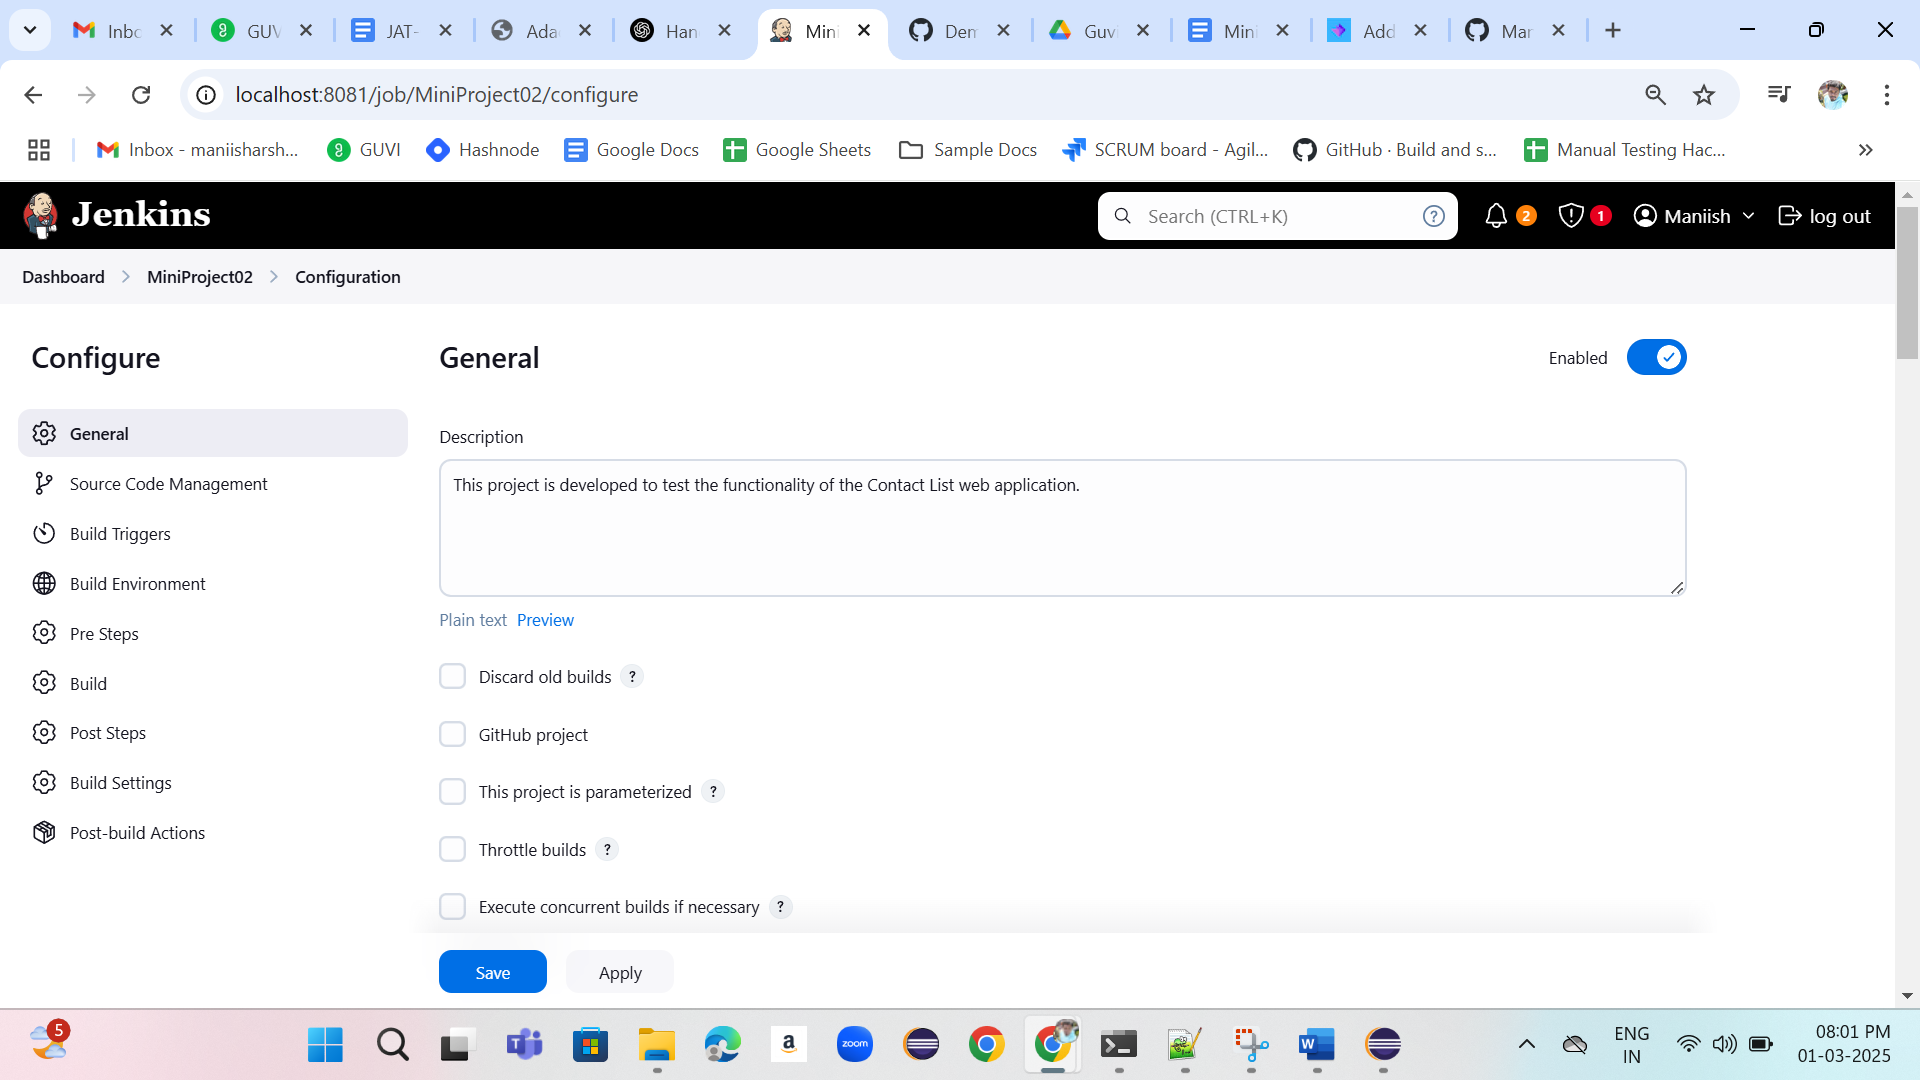 Inbo
GUV
JAT-
Ada
Han
Mini
Dem
Guvi
Mini
Add
Mar
localhost:8081/job/MiniProject02/configure
Inbox - maniisharsh...
GUVI
Hashnode
Google Docs
Google Sheets
Sample Docs
SCRUM board - Agil...
GitHub · Build and s...
Manual Testing Hac...
Jenkins
Search (CTRL+K)
?
2
1
Maniish
log out
Dashboard
MiniProject02
Configuration
Configure
General
Source Code Management
Build Triggers
Build Environment
Pre Steps
Build
Post Steps
Build Settings
Post-build Actions
General
Enabled
Description
This project is developed to test the functionality of the Contact List web application.
Plain text Preview
Discard old builds ?
GitHub project
This project is parameterized ?
Throttle builds ?
Execute concurrent builds if necessary ?
Save
Apply
5
a
zoom
W
ENG
IN
08:01 PM
01-03-2025